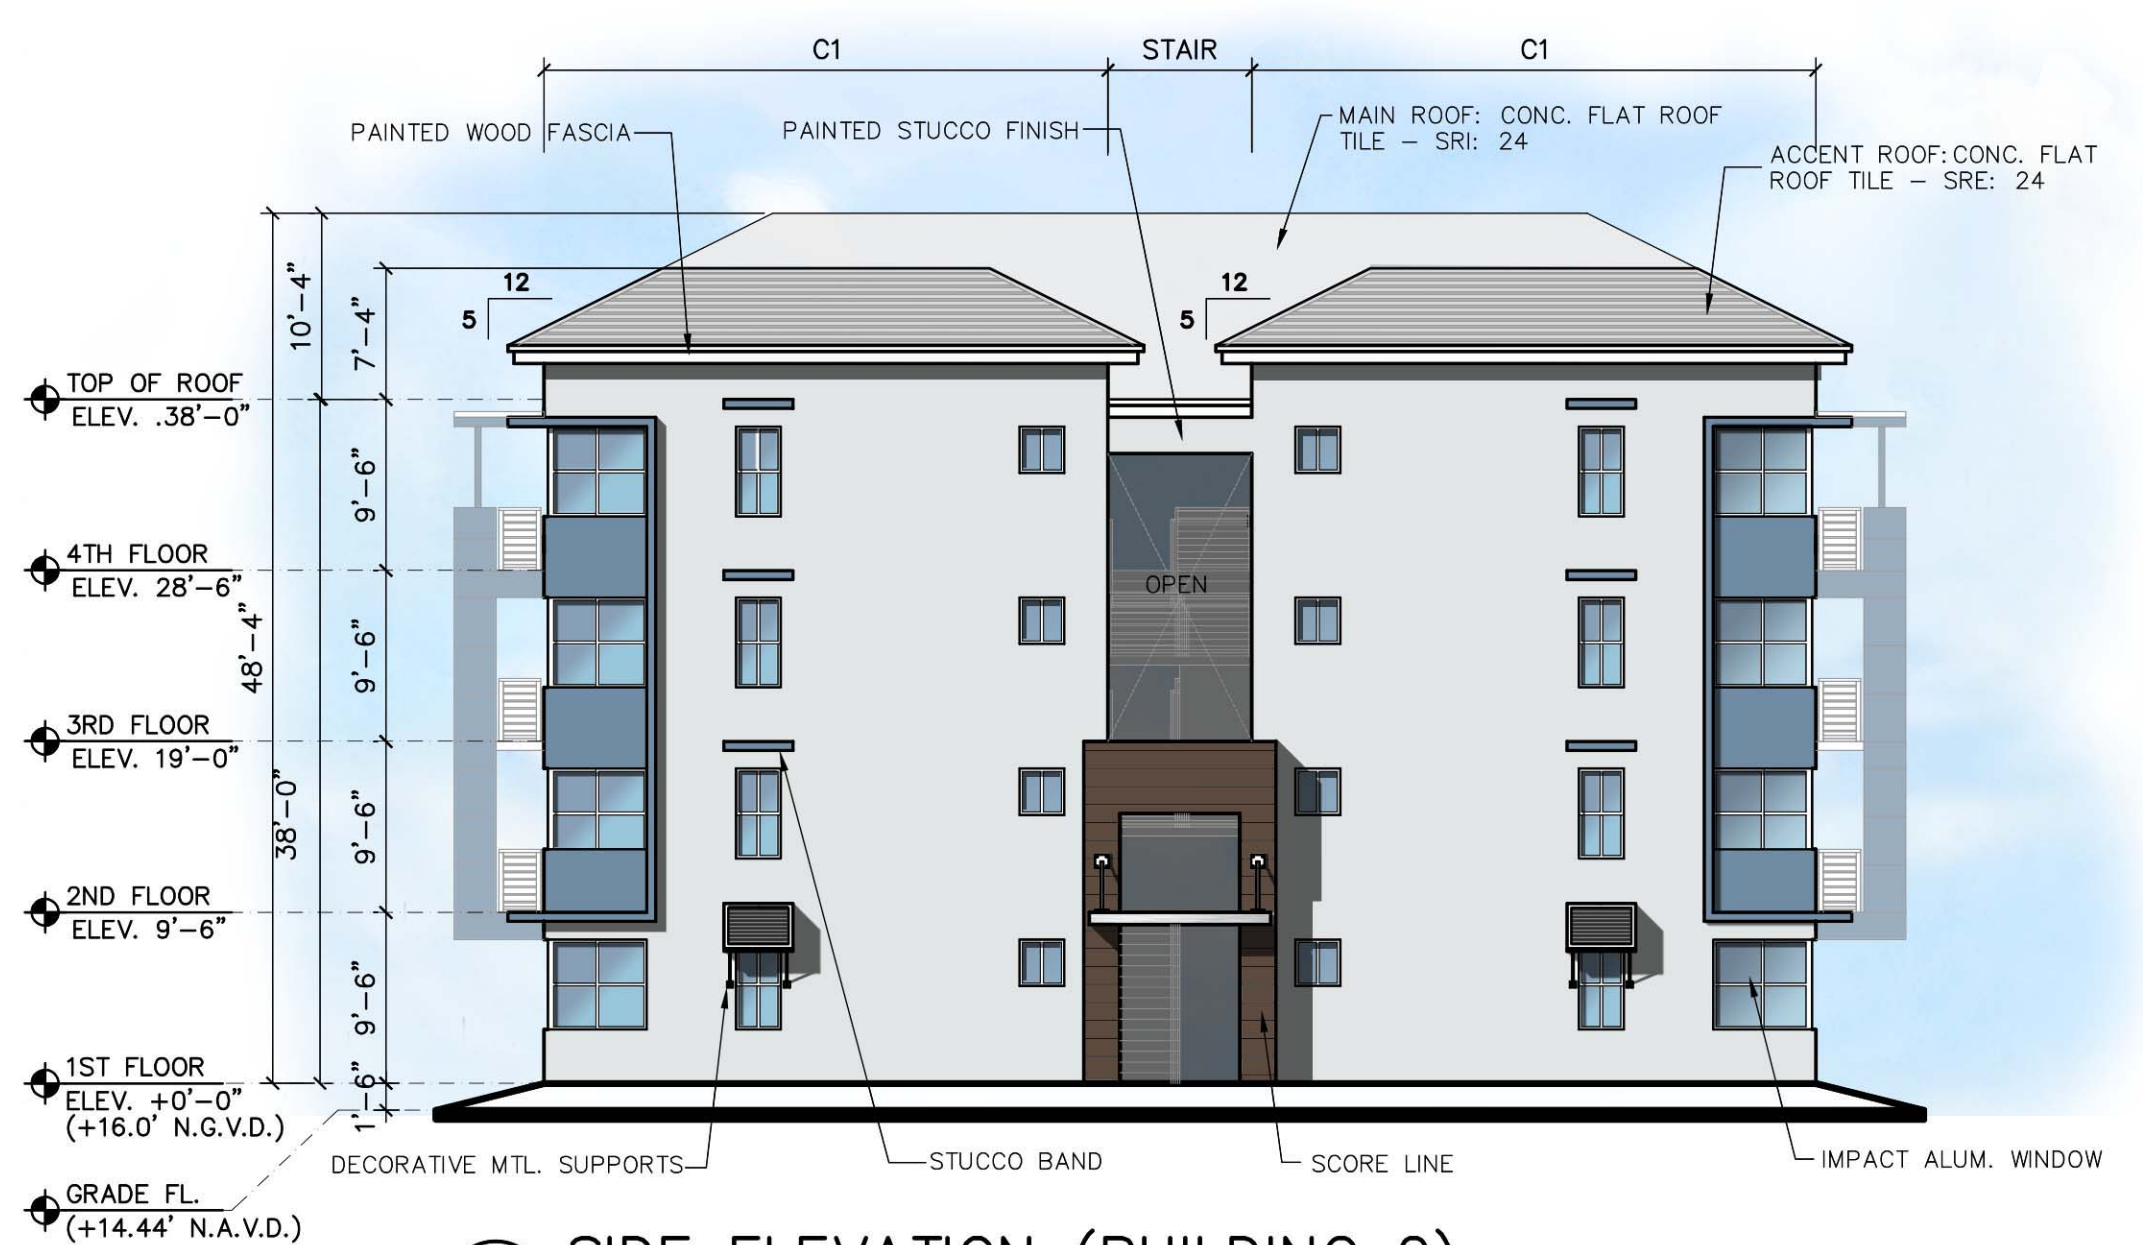 C1
STAIR
C1
PAINTED WOOD FASCIA
PAINTED STUCCO FINISH
MAIN ROOF: CONC. FLAT ROOF
TILE – SRI: 24
ACCENT ROOF: CONC. FLAT
ROOF TILE – SRE: 24
10'–4"
7'–4"
12
5
12
5
TOP OF ROOF
ELEV. .38'–0"
9'–6"
4TH FLOOR
ELEV. 28'–6"
OPEN
48'–4"
9'–6"
3RD FLOOR
ELEV. 19'–0"
38'–0"
9'–6"
2ND FLOOR
ELEV. 9'–6"
9'–6"
1ST FLOOR
ELEV. +0'–0"
(+16.0' N.G.V.D.)
1'–6"
DECORATIVE MTL. SUPPORTS
STUCCO BAND
SCORE LINE
IMPACT ALUM. WINDOW
GRADE FL.
(+14.44' N.A.V.D.)
SIDE ELEVATION (BUILDING